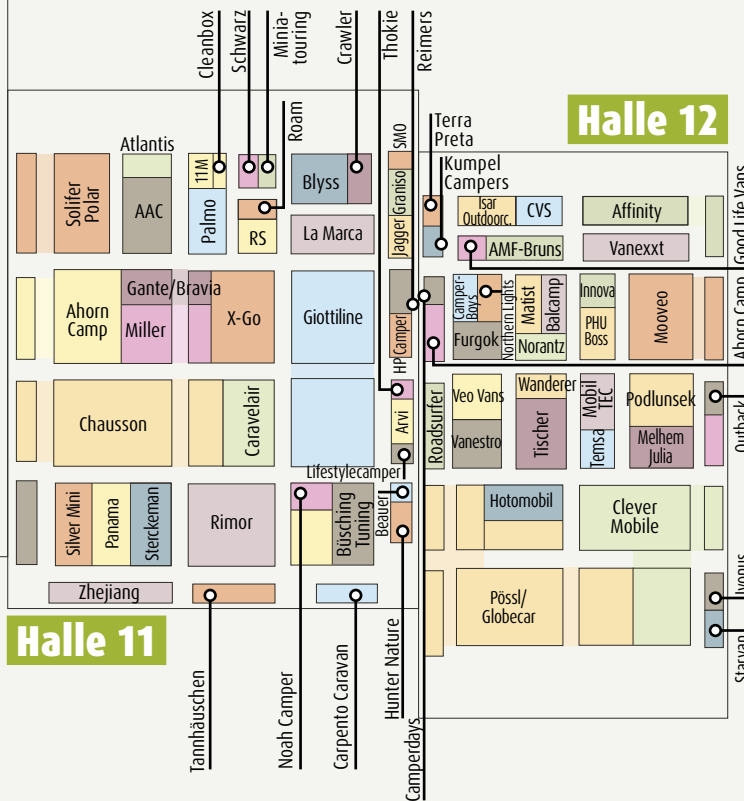 Cleanbox
Schwarz
Minia-
touring
Crawler
Thokie
Reimers
Roam
Halle 12
Terra
Preta
Kumpel
Campers
Atlantis
Solifer
Polar
AAC
11M
Palmo
RS
Blyss
La Marca
SMO
Graniso
Jagger
Isar
Outdoorc.
CVS
Affinity
Good Life Vans
AMF-Bruns
Vanexxt
Ahorn
Camp
Gante/Bravia
Miller
X-Go
Giottiline
HP Camper
Camper
Boys
Northern Lights
Furgok
Matist
Balcamp
Norantz
Innova
PHU
Boss
Mooveo
Ahorn Camp
Chausson
Caravelair
Arvi
Lifestylecamper
Roadsurfer
Veo Vans
Vanestro
Wanderer
Tischer
Mobil
TEC
Temsa
Podlunsek
Melhem
Julia
Outback
Silver Mini
Panama
Sterckeman
Rimor
Büsching
Tuning
Beauer
Hotomobil
Clever
Mobile
Zhejiang
Pössl/
Globecar
Ivonus
Starvan
Halle 11
Tannhäuschen
Noah Camper
Carpento Caravan
Hunter Nature
Camperdays